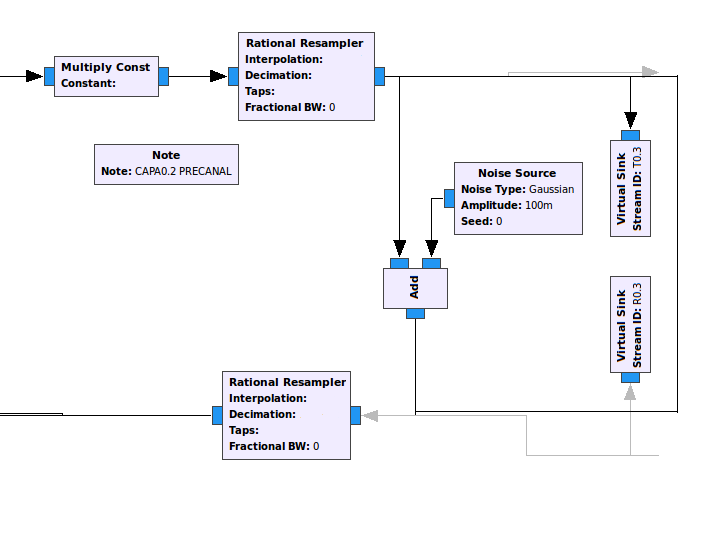 Multiply Const
Constant:
Rational Resampler
Interpolation:
Decimation:
Taps:
Fractional BW: 0
Note
Note: CAPA0.2 PRECANAL
Noise Source
Noise Type: Gaussian
Amplitude: 100m
Seed: 0
Virtual Sink
Stream ID: T0.3
Add
Virtual Sink
Stream ID: R0.3
Rational Resampler
Interpolation:
Decimation:
Taps:
Fractional BW: 0